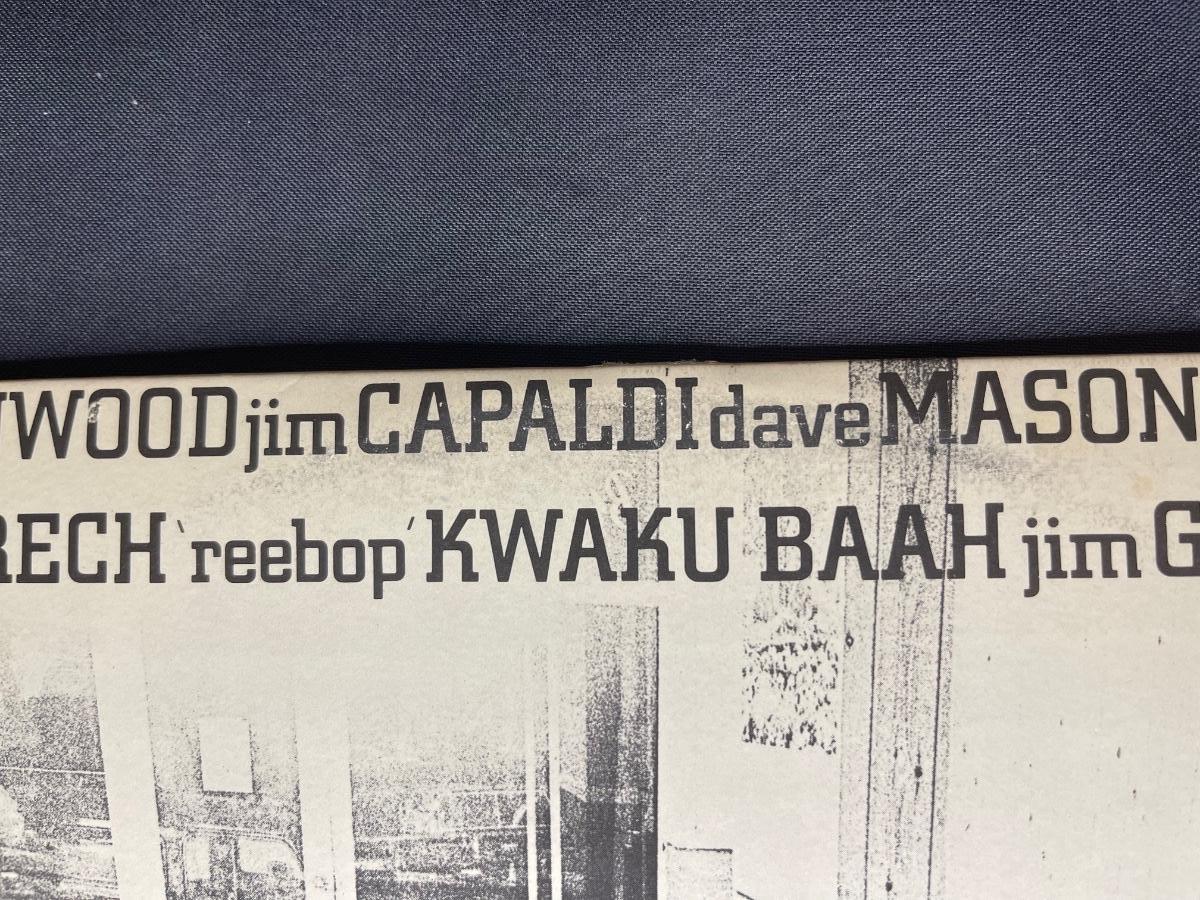 WOOD jim CAPALDI dave MASON
RECH 'reebop' KWAKU BAAH jim G